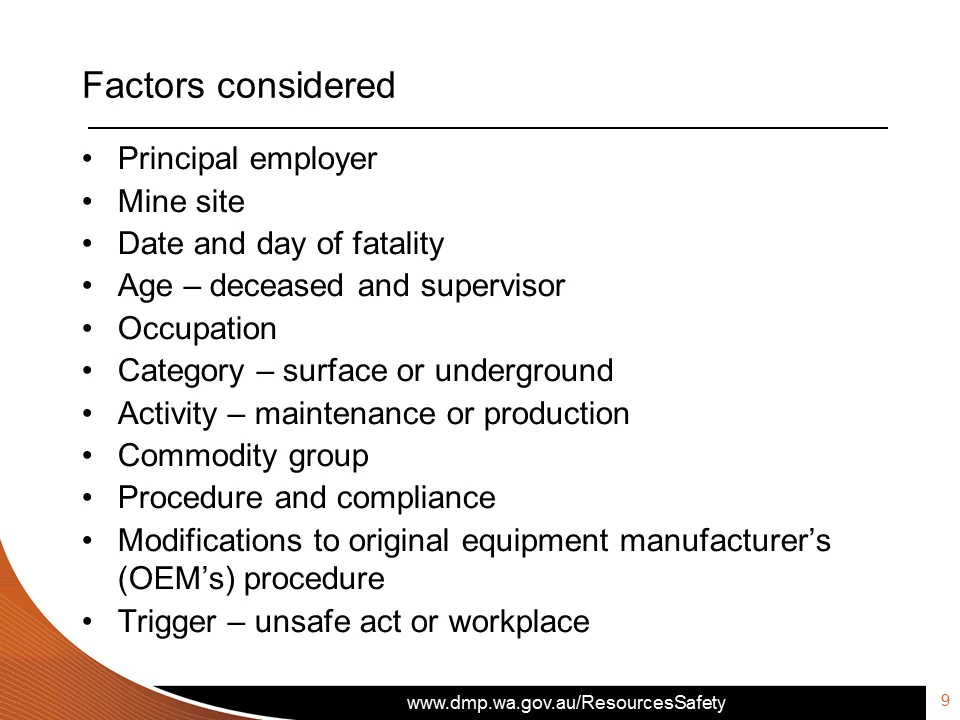 Factors considered
• Principal employer
• Mine site
• Date and day of fatality
• Age – deceased and supervisor
• Occupation
• Category – surface or underground
• Activity – maintenance or production
• Commodity group
• Procedure and compliance
• Modifications to original equipment manufacturer’s
(OEM’s) procedure
• Trigger – unsafe act or workplace
www.dmp.wa.gov.au/ResourcesSafety
9